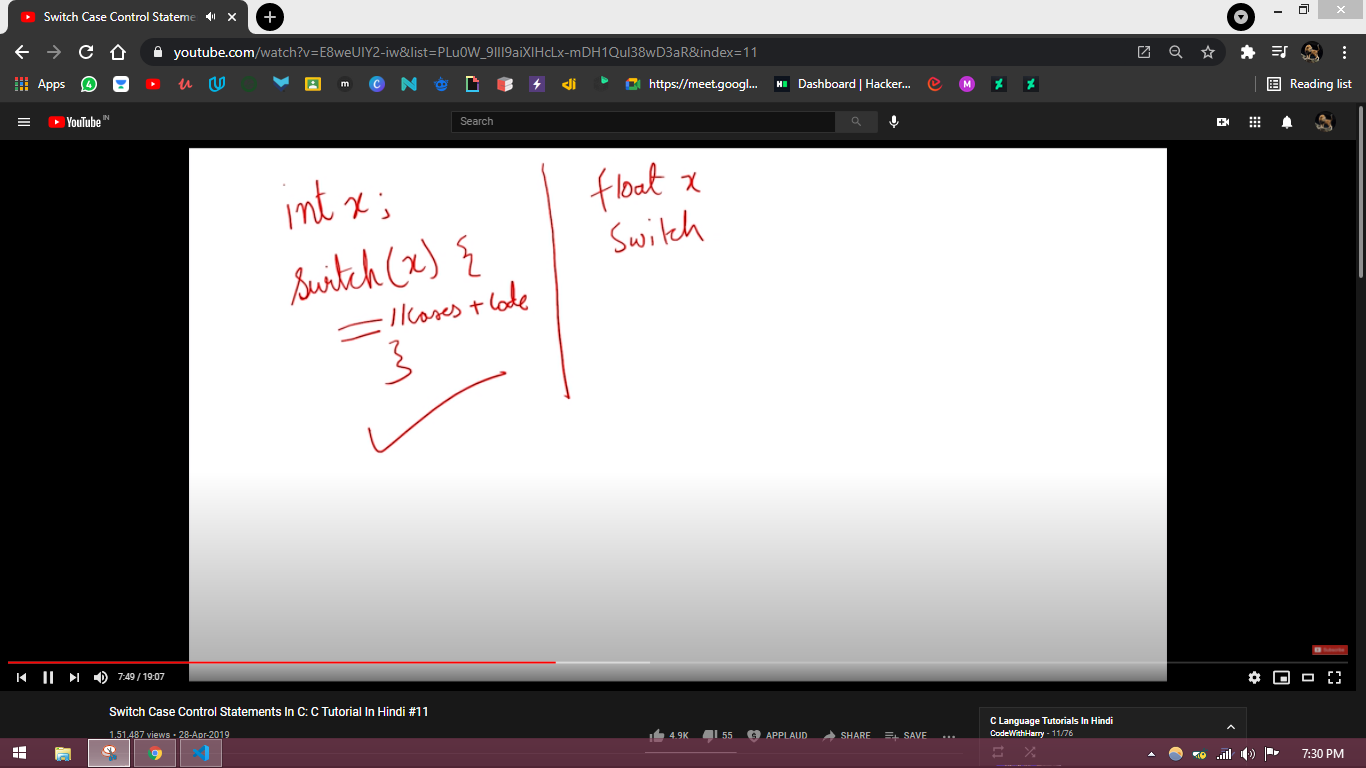 Switch Case Control Stateme
youtube.com/watch?v=E8weUIY2-iw&list=PLu0W_9lII9aiXlHcLx-mDH1Qul38wD3aR&index=11
Apps
https://meet.googl...
Dashboard | Hacker...
Reading list
YouTube IN
Search
int x;
switch(x) {
//cases + code
}
float x
Switch
Subscribe
7:49 / 19:07
Switch Case Control Statements In C: C Tutorial In Hindi #11
1,51,487 views • 28-Apr-2019
4.9K
55
APPLAUD
SHARE
SAVE
C Language Tutorials In Hindi
CodeWithHarry - 11/76
7:30 PM